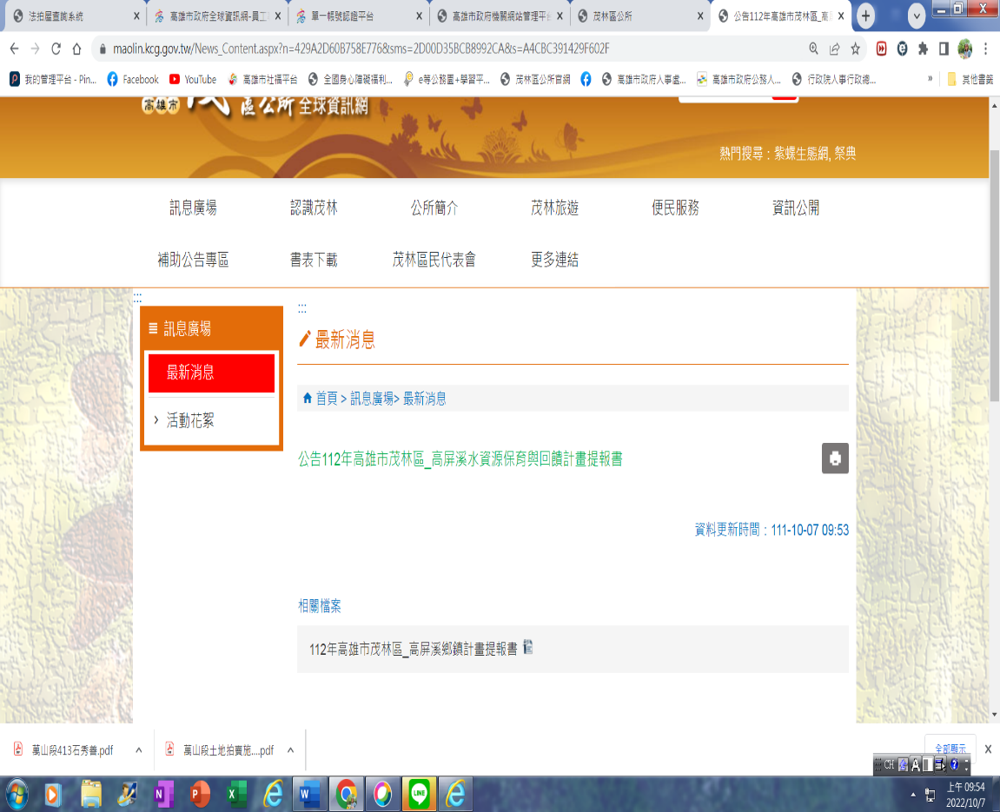 法拍屋查詢系統
高雄市政府全球資訊網-員工
單一帳號認證平台
高雄市政府機關網站管理平台
茂林區公所
公告112年高雄市茂林區_高
maolin.kcg.gov.tw/News_Content.aspx?n=429A2D60B758E776&sms=2D00D35BCB8992CA&s=A4CBC391429F602F
我的管理平台 - Pin...
Facebook
YouTube
高雄市社福平台
全國身心障礙福利...
e等公務園+學習平...
茂林區公所官網
高雄市政府人事處...
高雄市政府公務人...
行政院人事行政總...
»
其他書籤
高雄市 茂 區公所 全球資訊網
熱門搜尋：紫蝶生態網, 祭典
訊息廣場
認識茂林
公所簡介
茂林旅遊
便民服務
資訊公開
補助公告專區
書表下載
茂林區民代表會
更多連結
:::
訊息廣場
最新消息
活動花絮
:::
最新消息
首頁 > 訊息廣場> 最新消息
公告112年高雄市茂林區_高屏溪水資源保育與回饋計畫提報書
資料更新時間：111-10-07 09:53
相關檔案
112年高雄市茂林區_高屏溪鄉鎮計畫提報書
萬山段413石秀善.pdf
萬山段土地拍賣施....pdf
全部顯示
CH
上午 09:54
2022/10/7